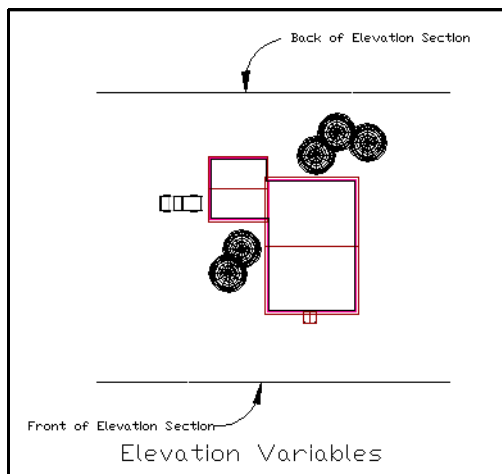 Back of Elevation Section
Front of Elevation Section
Elevation Variables